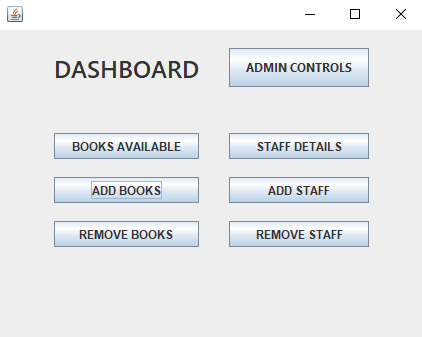 DASHBOARD
ADMIN CONTROLS
BOOKS AVAILABLE
STAFF DETAILS
ADD BOOKS
ADD STAFF
REMOVE BOOKS
REMOVE STAFF